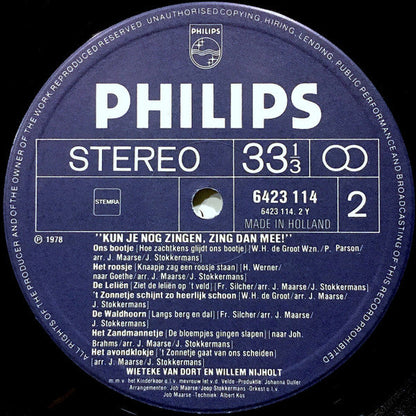 UNAUTHORISED COPYING, HIRING, LENDING, PUBLIC PERFORMANCE AND BROADCASTING OF THIS RECORD PROHIBITED
ALL RIGHTS OF THE PRODUCER AND OF THE OWNER OF THE WORK REPRODUCED RESERVED
PHILIPS
PHILIPS
STEREO
33 1/3
STEMRA
6423 114
6423 114. 2 Y
MADE IN HOLLAND
2
℗ 1978
"KUN JE NOG ZINGEN, ZING DAN MEE!"
Ons bootje (Hoe zachtkens glijdt ons bootje) (W.H. de Groot Wzn./P. Parson/
arr. J. Maarse/J. Stokkermans)
Het roosje (Knaapje zag een roosje staan) (H. Werner/
naar Goethe/arr. J. Maarse/J. Stokkermans)
De Leliën (Ziet de leliën op 't veld) (Fr. Silcher/arr. J. Maarse/J. Stokkermans)
't Zonnetje schijnt zo heerlijk schoon (W.H. de Groot/arr. J. Maarse/
J. Stokkermans)
De Waldhoorn (Langs berg en dal) (Fr. Silcher/arr. J. Maarse/
J. Stokkermans)
Het Zandmannetje (De bloempjes gingen slapen) (naar Joh.
Brahms/arr. J. Maarse/J. Stokkermans)
Het avondklokje ('t Zonnetje gaat van ons scheiden)
(arr. J. Maarse/J. Stokkermans)
WIETEKE VAN DORT EN WILLEM NIJHOLT
m.m.v. het Kinderkoor o.l.v. mevrouw let v.d. Velde-Produktie: Johanna
Arrangementen: Job Maarse-Joop Stokkermans-Orkest o.l.v.
Job Maarse-Techniek: Albert Kos